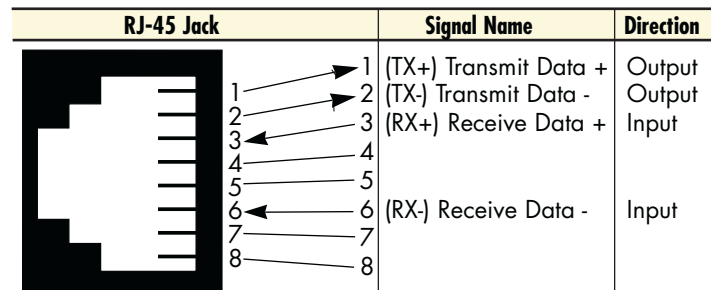 RJ-45 Jack Signal Name Direction
1 1 (TX+) Transmit Data + Output
2 2 (TX-) Transmit Data - Output
3 3 (RX+) Receive Data + Input
4 4
5 5
6 6 (RX-) Receive Data - Input
7 7
8 8